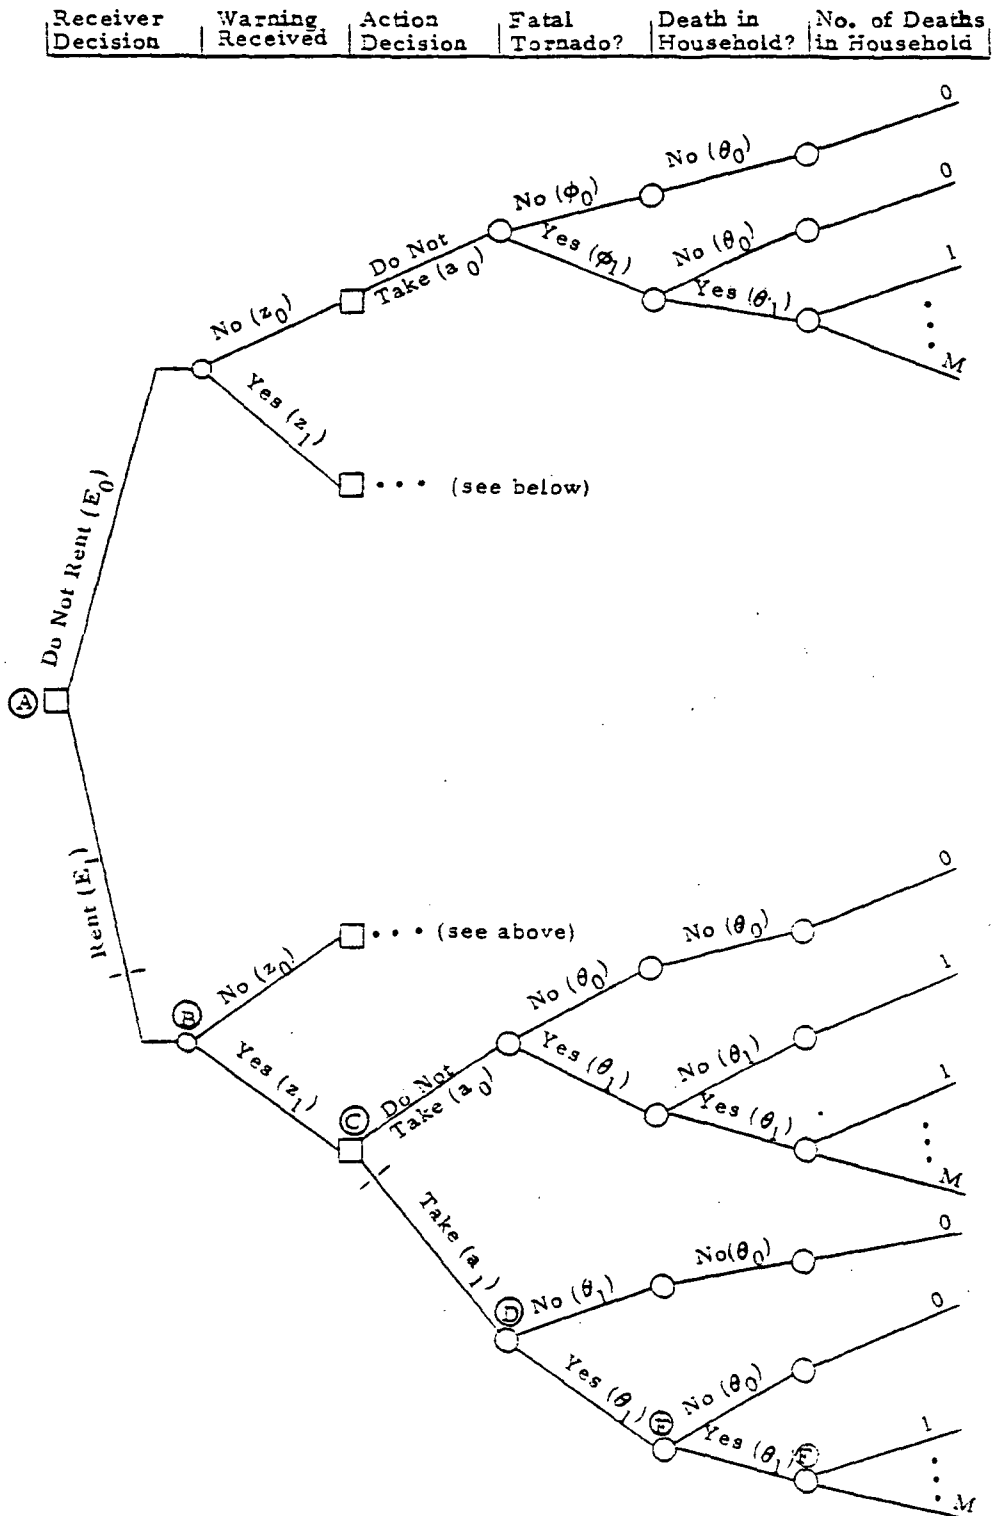 Receiver Decision
Warning Received
Action Decision
Fatal Tornado?
Death in Household?
No. of Deaths in Household
0
No (θ0)
No (ϕ0)
0
Do Not
Take (a0)
Yes (ϕ1)
No (θ0)
1
No (z0)
Yes (θ1)
M
Yes (z1)
(see below)
Do Not Rent (E0)
A
Rent (E1)
0
(see above)
No (θ0)
No (z0)
No (θ0)
1
B
Yes (z1)
Do Not
Take (a0)
Yes (θ1)
No (θ1)
1
C
Yes (θ1)
M
Take (a1)
0
No(θ0)
D
No (θ1)
0
Yes (θ1)
No (θ0)
E
1
Yes (θ1)
F
M